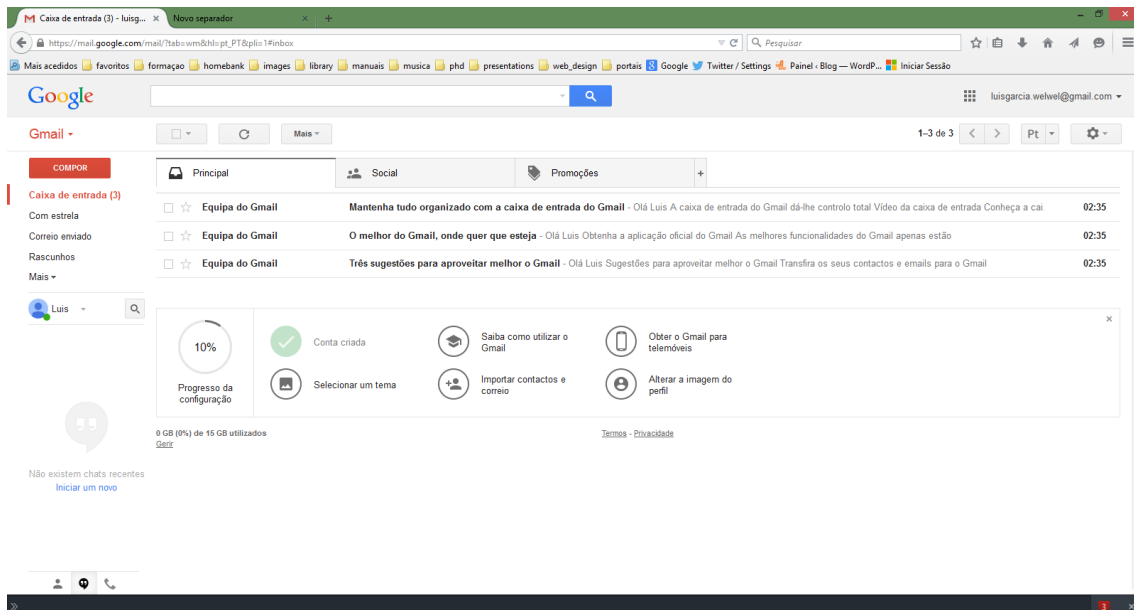 Caixa de entrada (3) - luisg...
Novo separador
https://mail.google.com/mail/?tab=wm&hl=pt_PT&pli=1#inbox
Pesquisar
Mais acedidos favoritos formaçao homebank images library manuais musica phd presentations web_design portais Google Twitter / Settings Painel ‹ Blog — WordP... Iniciar Sessão
Google
luisgarcia.welwel@gmail.com
Gmail
Mais
1–3 de 3
Pt
COMPOR
Principal
Social
Promoções
Caixa de entrada (3)
Com estrela
Correio enviado
Rascunhos
Mais
Equipa do Gmail Mantenha tudo organizado com a caixa de entrada do Gmail - Olá Luis A caixa de entrada do Gmail dá-lhe controlo total Vídeo da caixa de entrada Conheça a cai 02:35
Equipa do Gmail O melhor do Gmail, onde quer que esteja - Olá Luis Obtenha a aplicação oficial do Gmail As melhores funcionalidades do Gmail apenas estão 02:35
Equipa do Gmail Três sugestões para aproveitar melhor o Gmail - Olá Luis Sugestões para aproveitar melhor o Gmail Transfira os seus contactos e emails para o Gmail 02:35
Luis
10%
Progresso da
configuração
Conta criada
Saiba como utilizar o
Gmail
Obter o Gmail para
telemóveis
Selecionar um tema
Importar contactos e
correio
Alterar a imagem do
perfil
0 GB (0%) de 15 GB utilizados
Gerir
Termos - Privacidade
Não existem chats recentes
Iniciar um novo
3